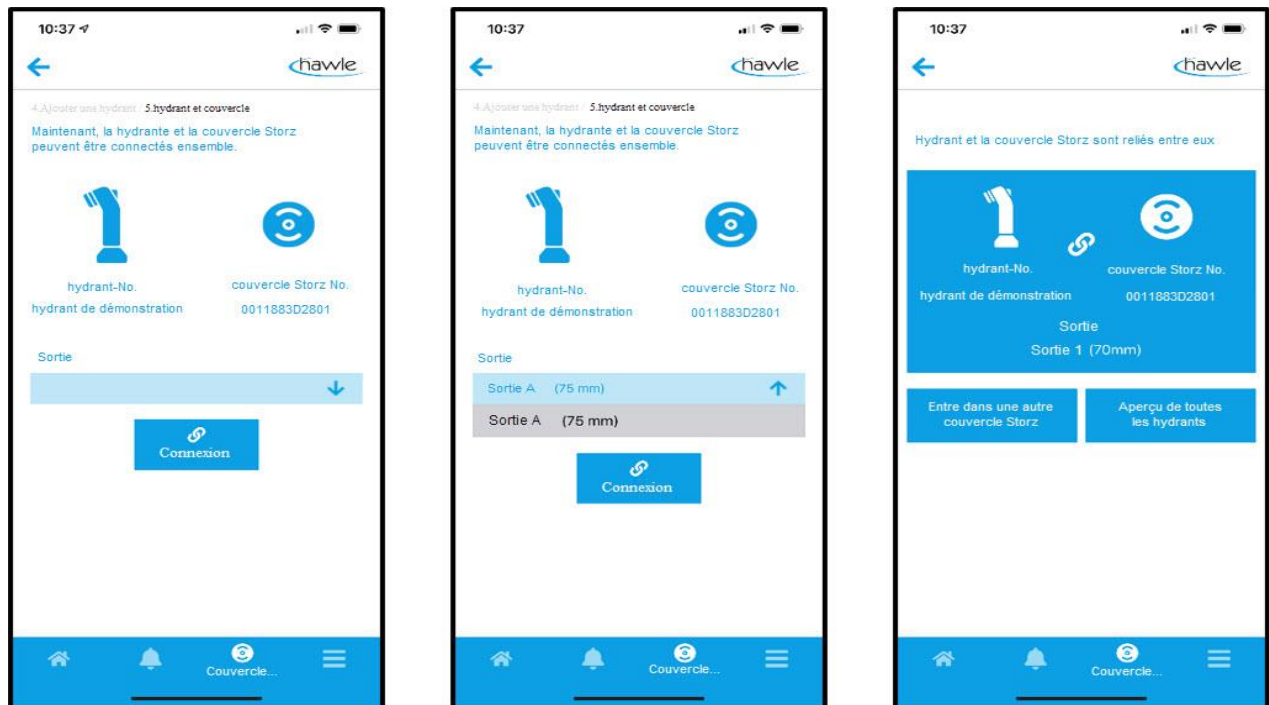 10:37
hawle
4.Ajouter une hydrant / 5.hydrant et couvercle
Maintenant, la hydrante et la couvercle Storz
peuvent être connectés ensemble.
hydrant-No.
couvercle Storz No.
hydrant de démonstration
0011883D2801
Sortie
Connexion
Couvercle...
10:37
hawle
4.Ajouter une hydrant / 5.hydrant et couvercle
Maintenant, la hydrante et la couvercle Storz
peuvent être connectés ensemble.
hydrant-No.
couvercle Storz No.
hydrant de démonstration
0011883D2801
Sortie
Sortie A (75 mm)
Sortie A (75 mm)
Connexion
Couvercle...
10:37
hawle
Hydrant et la couvercle Storz sont reliés entre eux
hydrant-No.
couvercle Storz No.
hydrant de démonstration
0011883D2801
Sortie
Sortie 1 (70mm)
Entre dans une autre
couvercle Storz
Aperçu de toutes
les hydrants
Couvercle...